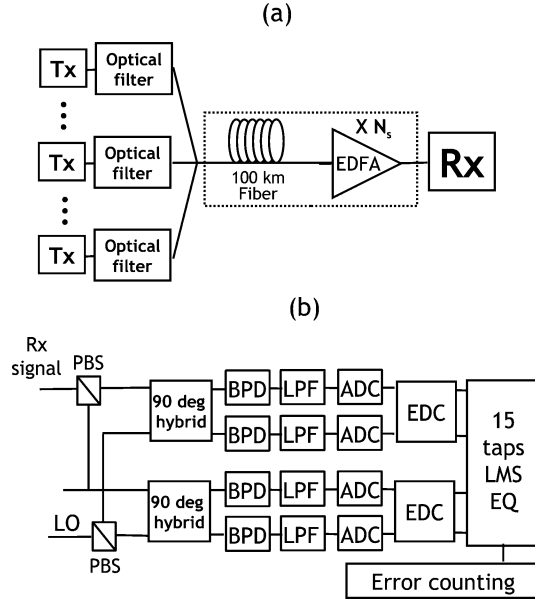 (a)
Tx
Optical
filter
Tx
Optical
filter
Tx
Optical
filter
X Ns
EDFA
100 km
Fiber
Rx
(b)
Rx
signal
PBS
90 deg
hybrid
BPD
LPF
ADC
BPD
LPF
ADC
EDC
15
taps
LMS
EQ
90 deg
hybrid
BPD
LPF
ADC
BPD
LPF
ADC
EDC
LO
PBS
Error counting